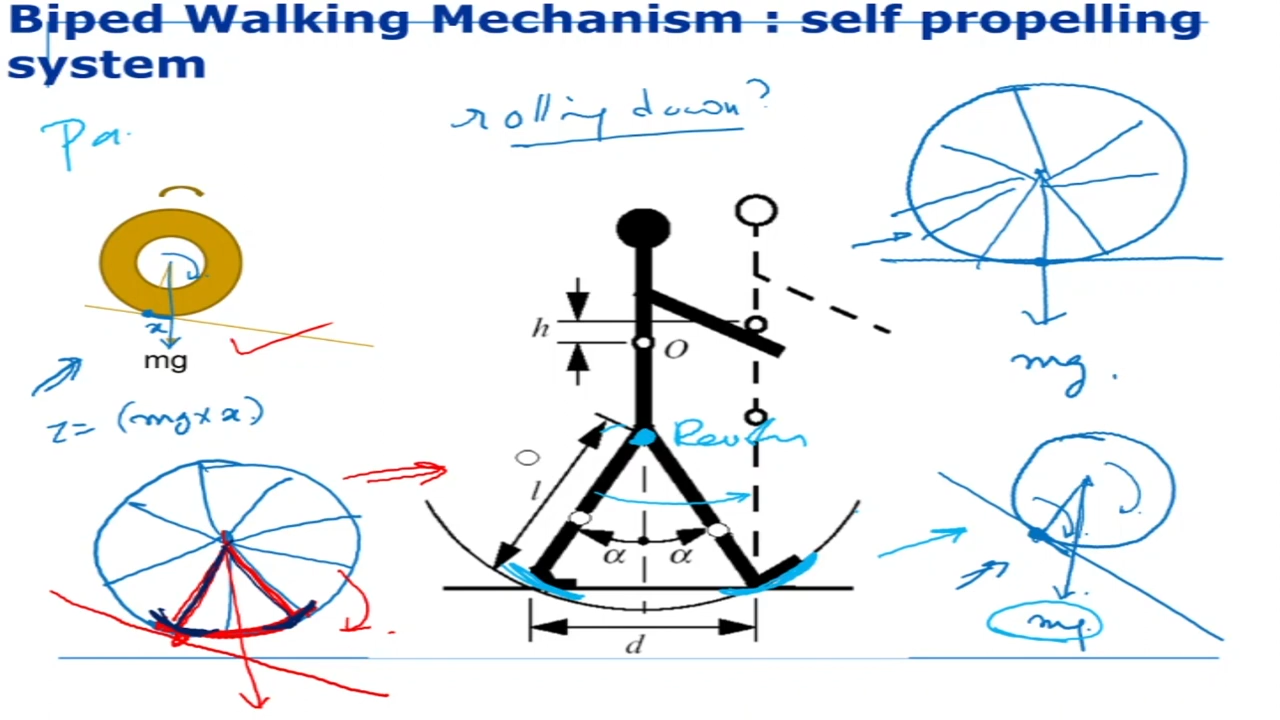 Biped Walking Mechanism : self propelling
system
rolling down?
Pa
h
O
x
mg
τ = (mg × x)
mg.
l
α α
d
mg.